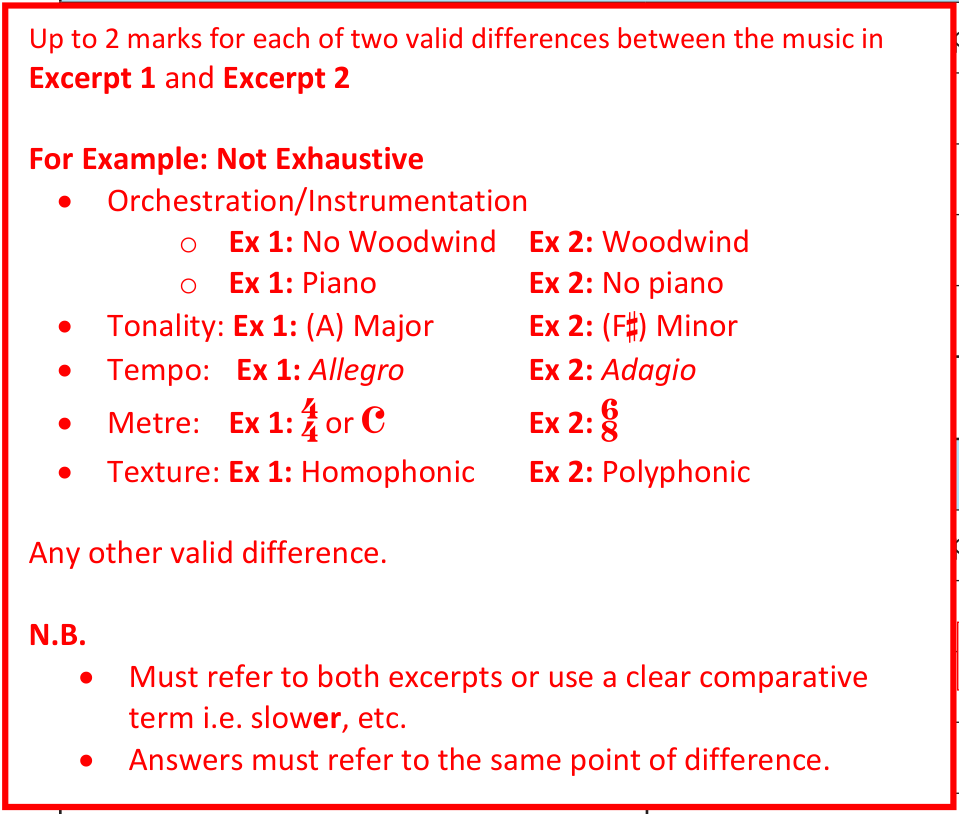 Up to 2 marks for each of two valid differences between the music in
Excerpt 1 and Excerpt 2
For Example: Not Exhaustive
• Orchestration/Instrumentation
○ Ex 1: No Woodwind Ex 2: Woodwind
○ Ex 1: Piano Ex 2: No piano
• Tonality: Ex 1: (A) Major Ex 2: (F♯) Minor
• Tempo: Ex 1: Allegro Ex 2: Adagio
• Metre: Ex 1: 4/4 or C Ex 2: 6/8
• Texture: Ex 1: Homophonic Ex 2: Polyphonic
Any other valid difference.
N.B.
• Must refer to both excerpts or use a clear comparative
term i.e. slower, etc.
• Answers must refer to the same point of difference.